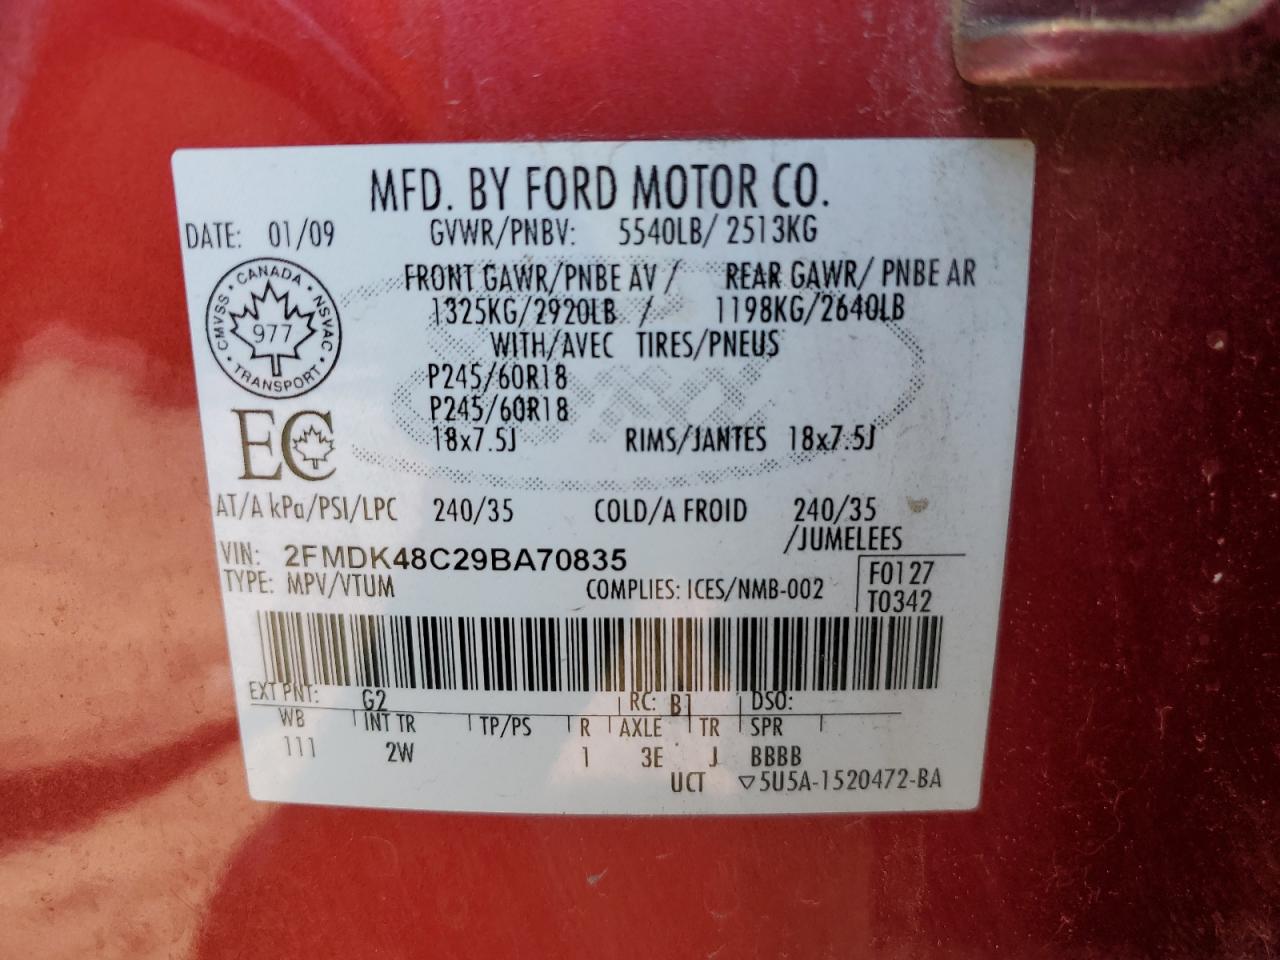 MFD. BY FORD MOTOR CO.
DATE: 01/09 GVWR/PNBV: 5540LB/ 2513KG
FRONT GAWR/PNBE AV / REAR GAWR/ PNBE AR
1325KG/2920LB / 1198KG/2640LB
CANADA
CMVSS
NSVAC
977
TRANSPORT
WITH/AVEC TIRES/PNEUS
P245/60R18
P245/60R18
EC
18x7.5J RIMS/JANTES 18x7.5J
AT/A kPa/PSI/LPC 240/35 COLD/A FROID 240/35
/JUMELEES
VIN: 2FMDK48C29BA70835
TYPE: MPV/VTUM COMPLIES: ICES/NMB-002
F0127
T0342
EXT PNT: G2 RC: B1 DSO:
WB INT TR TP/PS R AXLE TR SPR
111 2W 1 3E J BBBB
UCT ▽5U5A-1520472-BA